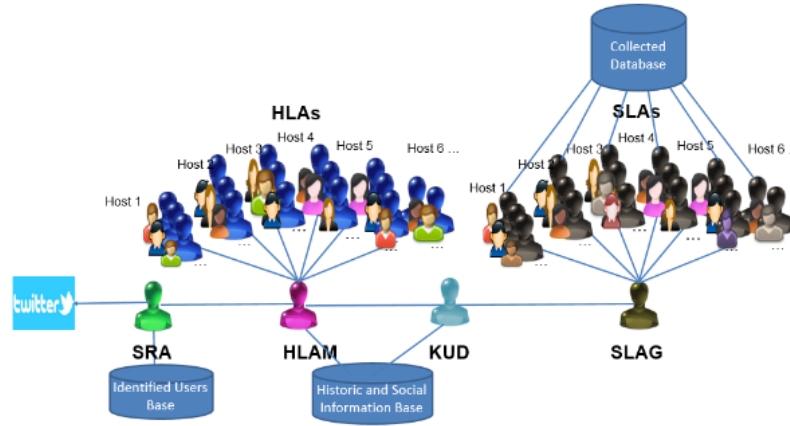 Collected
Database
HLAs
SLAs
Host 1
Host 2
Host 3
Host 4
Host 5
Host 6 ...
...
...
...
...
...
Host 1
Host 2
Host 3
Host 4
Host 5
Host 6 ...
...
...
...
...
...
twitter
SRA
HLAM
KUD
SLAG
Identified Users
Base
Historic and Social
Information Base